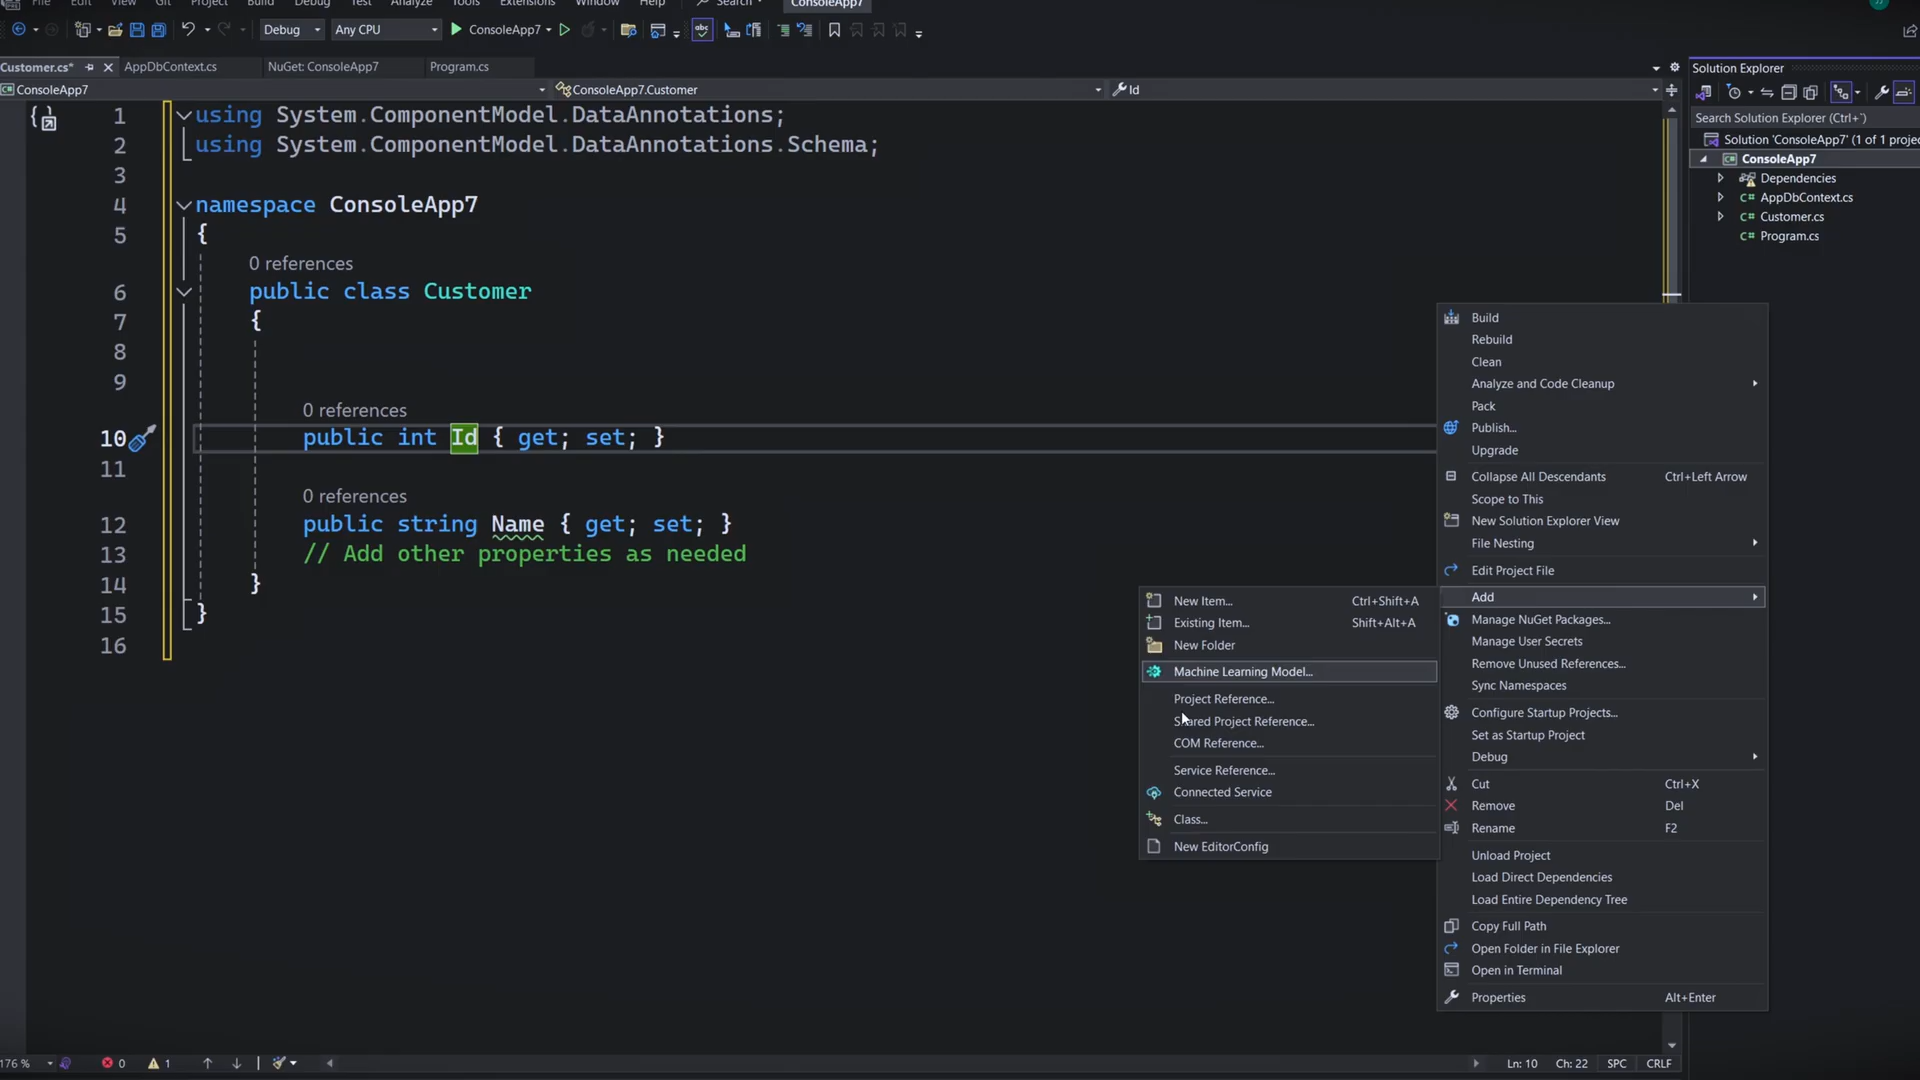 File Edit View Git Project Build Debug Test Analyze Tools Extensions Window Help Search ConsoleApp7
Debug Any CPU ConsoleApp7
Customer.cs* AppDbContext.cs NuGet: ConsoleApp7 Program.cs
ConsoleApp7 ConsoleApp7.Customer Id
1 using System.ComponentModel.DataAnnotations;
2 using System.ComponentModel.DataAnnotations.Schema;
3
4 namespace ConsoleApp7
5 {
0 references
6 public class Customer
7 {
8
9
0 references
10 public int Id { get; set; }
11
0 references
12 public string Name { get; set; }
13 // Add other properties as needed
14 }
15 }
16
Solution Explorer
Search Solution Explorer (Ctrl+`)
Solution 'ConsoleApp7' (1 of 1 projec
ConsoleApp7
Dependencies
C# AppDbContext.cs
C# Customer.cs
C# Program.cs
Build
Rebuild
Clean
Analyze and Code Cleanup
Pack
Publish...
Upgrade
Collapse All Descendants Ctrl+Left Arrow
Scope to This
New Solution Explorer View
File Nesting
Edit Project File
Add
Manage NuGet Packages...
Manage User Secrets
Remove Unused References...
Sync Namespaces
Configure Startup Projects...
Set as Startup Project
Debug
Cut Ctrl+X
Remove Del
Rename F2
Unload Project
Load Direct Dependencies
Load Entire Dependency Tree
Copy Full Path
Open Folder in File Explorer
Open in Terminal
Properties Alt+Enter
New Item... Ctrl+Shift+A
Existing Item... Shift+Alt+A
New Folder
Machine Learning Model...
Project Reference...
Shared Project Reference...
COM Reference...
Service Reference...
Connected Service
Class...
New EditorConfig
176 % 0 1 Ln: 10 Ch: 22 SPC CRLF